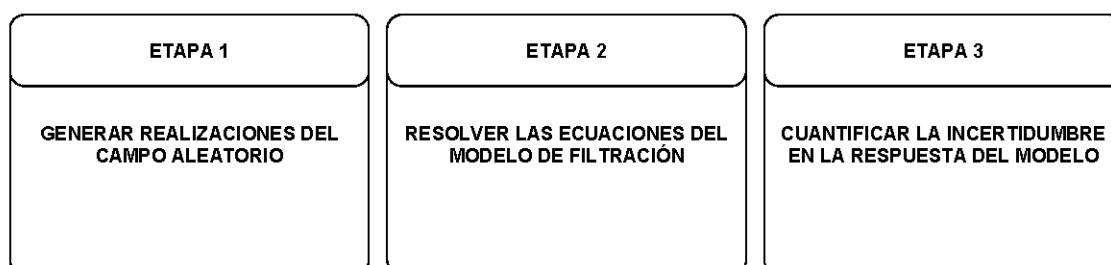 ETAPA 1
GENERAR REALIZACIONES DEL
CAMPO ALEATORIO
ETAPA 2
RESOLVER LAS ECUACIONES DEL
MODELO DE FILTRACIÓN
ETAPA 3
CUANTIFICAR LA INCERTIDUMBRE
EN LA RESPUESTA DEL MODELO